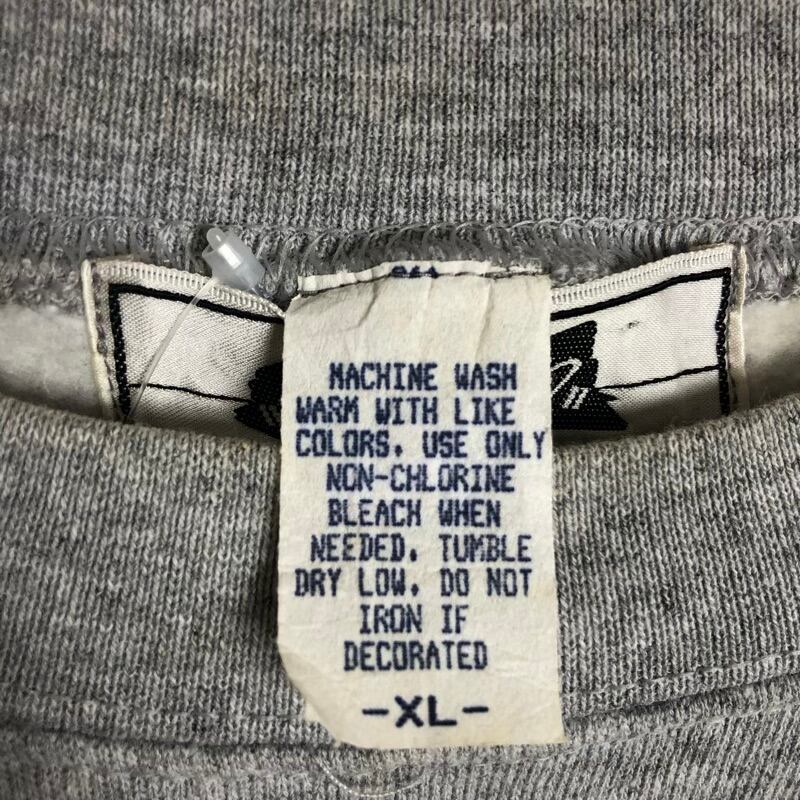 MACHINE WASH
WARM WITH LIKE
COLORS. USE ONLY
NON-CHLORINE
BLEACH WHEN
NEEDED. TUMBLE
DRY LOW. DO NOT
IRON IF
DECORATED
-XL-